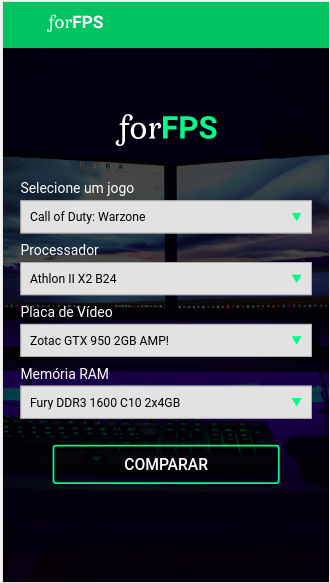 forFPS
forFPS
Selecione um jogo
Call of Duty: Warzone
Processador
Athlon II X2 B24
Placa de Vídeo
Zotac GTX 950 2GB AMP!
Memória RAM
Fury DDR3 1600 C10 2x4GB
COMPARAR